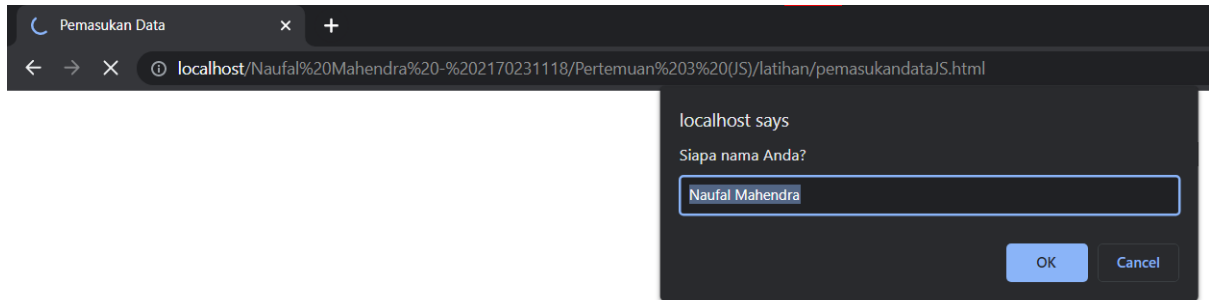 Pemasukan Data
localhost/Naufal%20Mahendra%20-%202170231118/Pertemuan%203%20(JS)/latihan/pemasukandataJS.html
localhost says
Siapa nama Anda?
Naufal Mahendra
OK Cancel